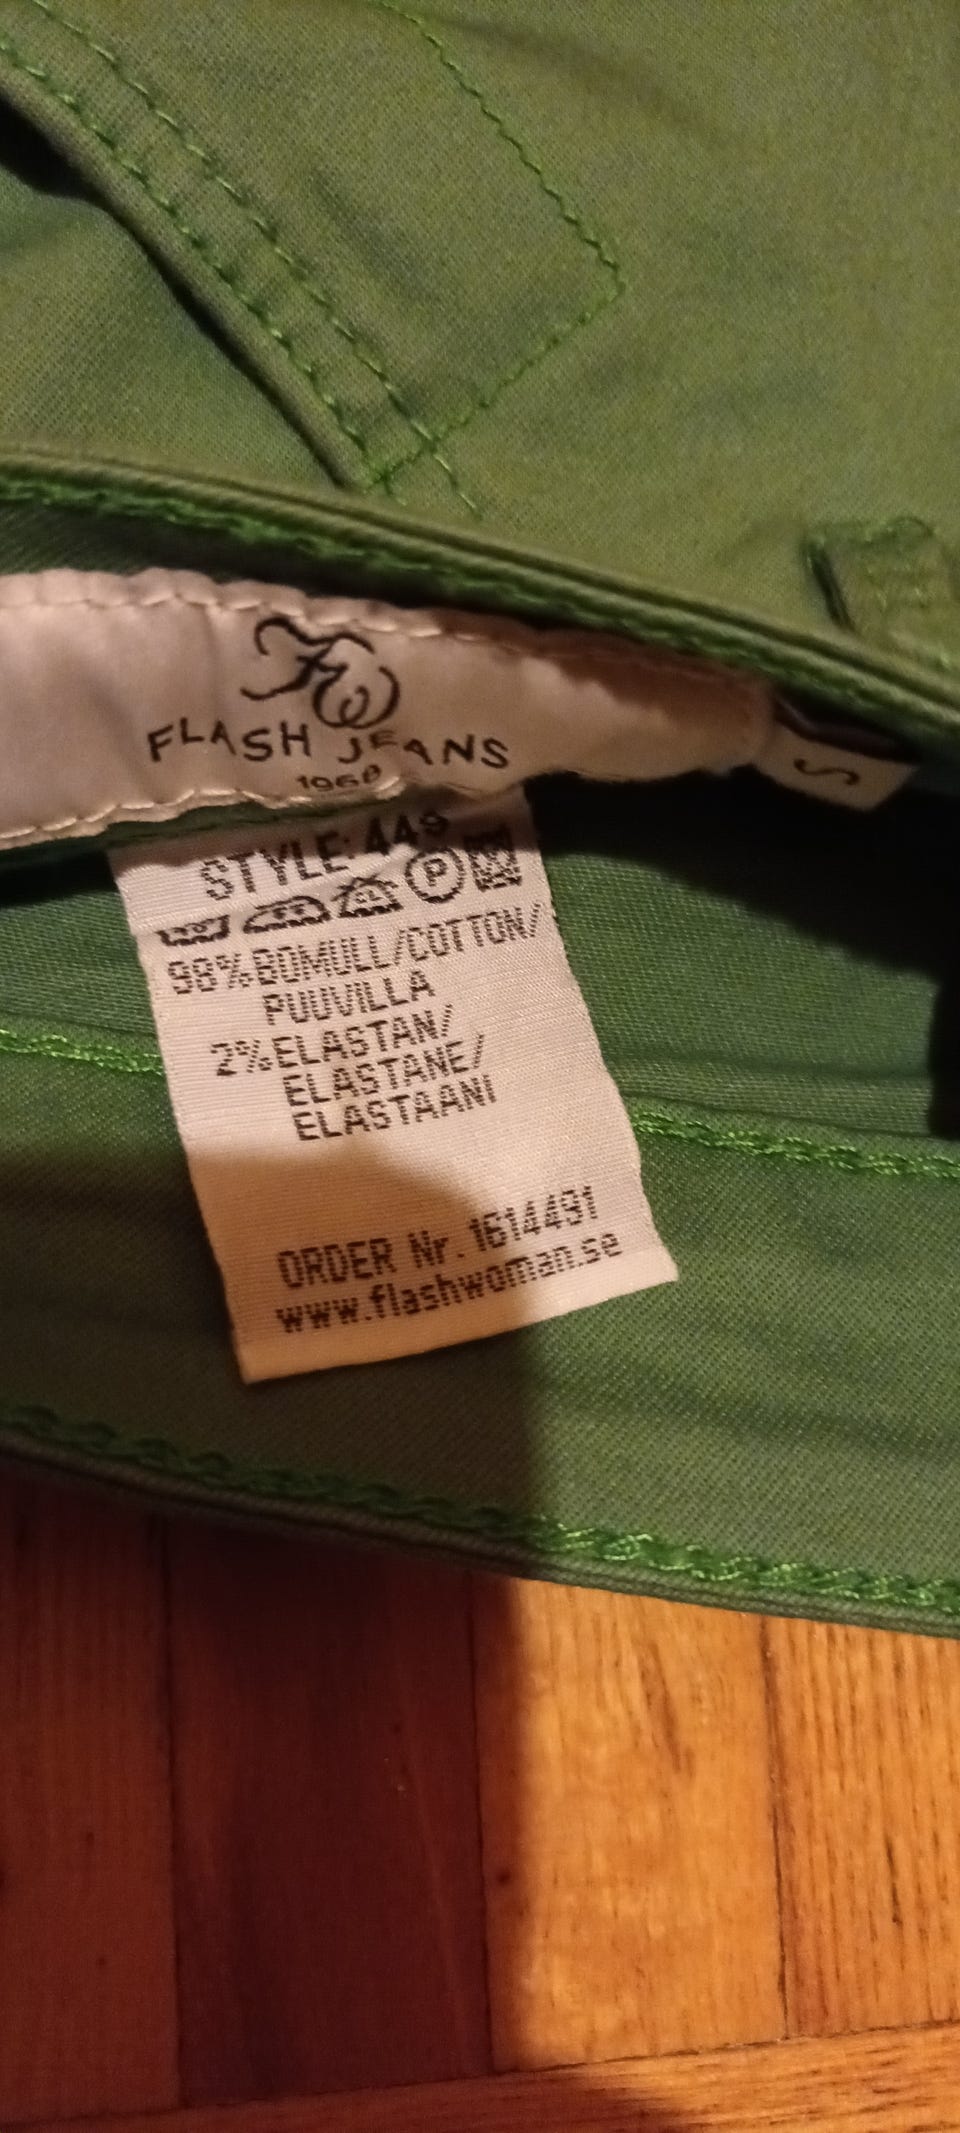 FW
FLASH JEANS
1968
S
STYLE: 449
CL P
98% BOMULL/COTTON/
PUUVILLA
2% ELASTAN/
ELASTANE/
ELASTAANI
ORDER Nr. 1614491
www.flashwoman.se